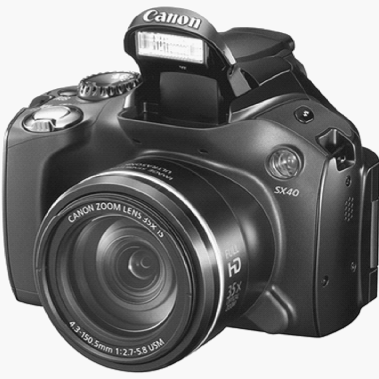 Canon
SX40
CANON ZOOM LENS 35x IS
4.3-150.5mm 1:2.7-5.8 USM
HD
35x